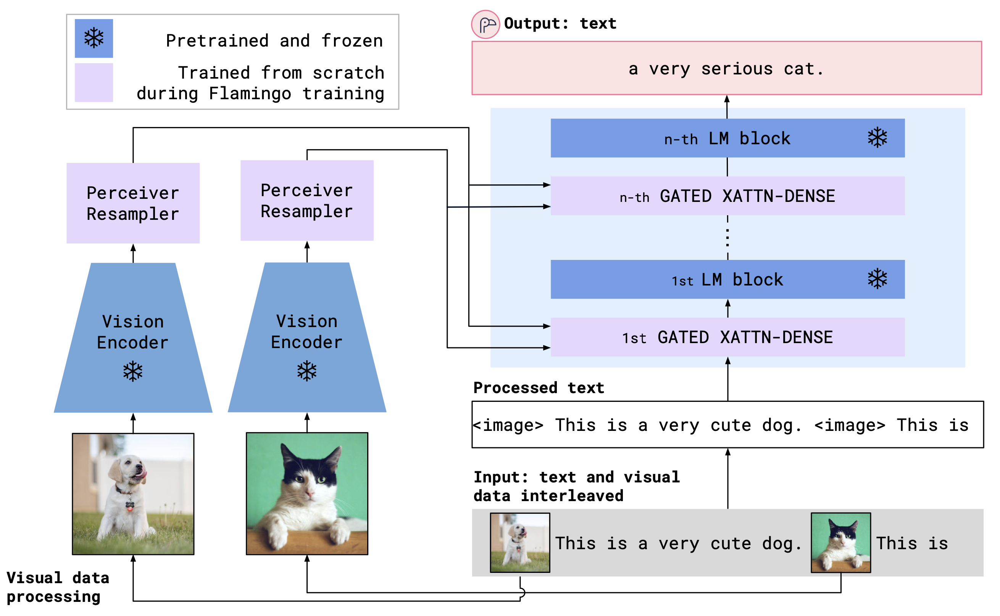 Pretrained and frozen
Trained from scratch
during Flamingo training
Output: text
a very serious cat.
n-th LM block
n-th GATED XATTN-DENSE
1st LM block
1st GATED XATTN-DENSE
Perceiver
Resampler
Perceiver
Resampler
Vision
Encoder
Vision
Encoder
Processed text
<image> This is a very cute dog. <image> This is
Input: text and visual
data interleaved
This is a very cute dog. This is
Visual data
processing